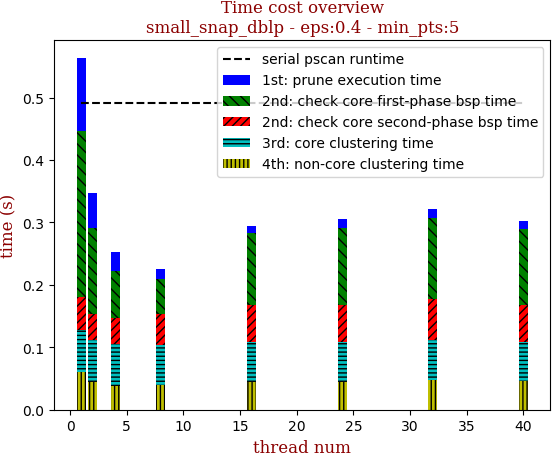 Time cost overview
small_snap_dblp - eps:0.4 - min_pts:5
serial pscan runtime
1st: prune execution time
2nd: check core first-phase bsp time
2nd: check core second-phase bsp time
3rd: core clustering time
4th: non-core clustering time
time (s)
0.5
0.4
0.3
0.2
0.1
0.0
0 5 10 15 20 25 30 35 40
thread num